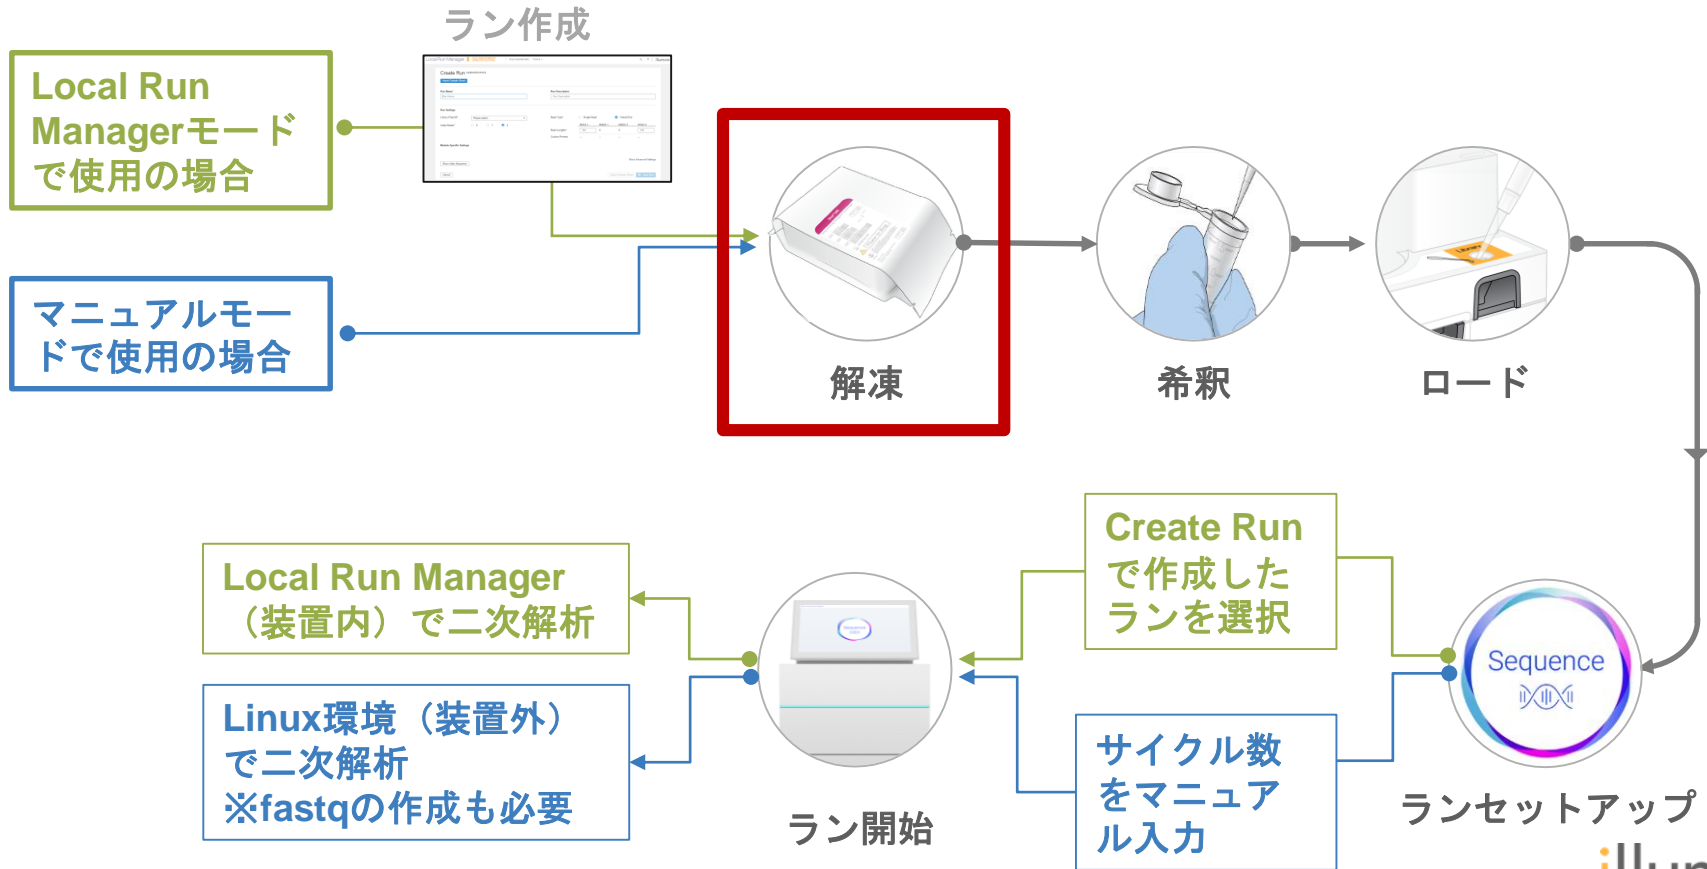 ラン作成
Local Run
Managerモード
で使用の場合
Create Run
マニュアルモー
ドで使用の場合
解凍
希釈
ロード
Create Run
で作成した
ランを選択
Local Run Manager
（装置内）で二次解析
Linux環境（装置外）
で二次解析
※fastqの作成も必要
サイクル数
をマニュア
ル入力
Sequence
ラン開始
ランセットアップ